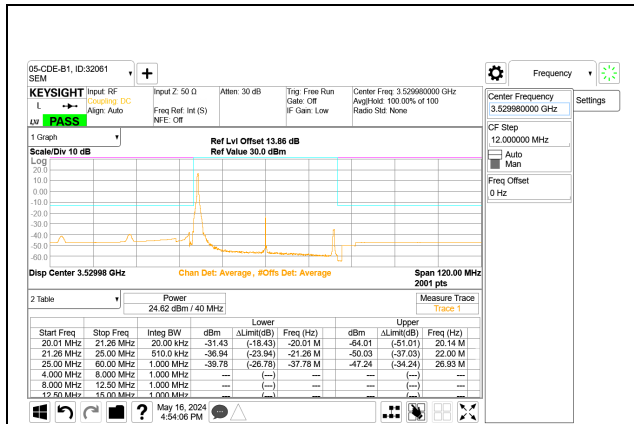 05-CDE-B1, ID:32061
SEM
Frequency
KEYSIGHT
L
LXI PASS
Input: RF
Coupling: DC
Align: Auto
Input Z: 50 Ω
Freq Ref: Int (S)
NFE: Off
Atten: 30 dB
Trig: Free Run
Gate: Off
IF Gain: Low
Center Freq: 3.529980000 GHz
Avg|Hold: 100.00% of 100
Radio Std: None
Center Frequency
3.529980000 GHz
Settings
CF Step
12.000000 MHz
Auto
Man
Freq Offset
0 Hz
1 Graph
Scale/Div 10 dB
Ref Lvl Offset 13.86 dB
Ref Value 30.0 dBm
Log
20.0
10.0
0.00
-10.0
-20.0
-30.0
-40.0
-50.0
-60.0
Disp Center 3.52998 GHz
Chan Det: Average, #Offs Det: Average
Span 120.00 MHz
2001 pts
2 Table
Power
24.62 dBm / 40 MHz
Measure Trace
Trace 1
Lower Upper
Start Freq Stop Freq Integ BW dBm ΔLimit(dB) Freq (Hz) dBm ΔLimit(dB) Freq (Hz)
20.01 MHz 21.26 MHz 20.00 kHz -31.43 (-18.43) -20.01 M -64.01 (-51.01) 20.14 M
21.26 MHz 25.00 MHz 510.0 kHz -36.94 (-23.94) -21.26 M -50.03 (-37.03) 22.00 M
25.00 MHz 60.00 MHz 1.000 MHz -39.78 (-26.78) -37.78 M -47.24 (-34.24) 26.93 M
4.000 MHz 8.000 MHz 1.000 MHz --- (---) --- (---)
8.000 MHz 12.50 MHz 1.000 MHz --- (---) --- (---)
12.50 MHz 15.00 MHz 1.000 MHz --- (---) --- (---)
May 16, 2024
4:54:06 PM